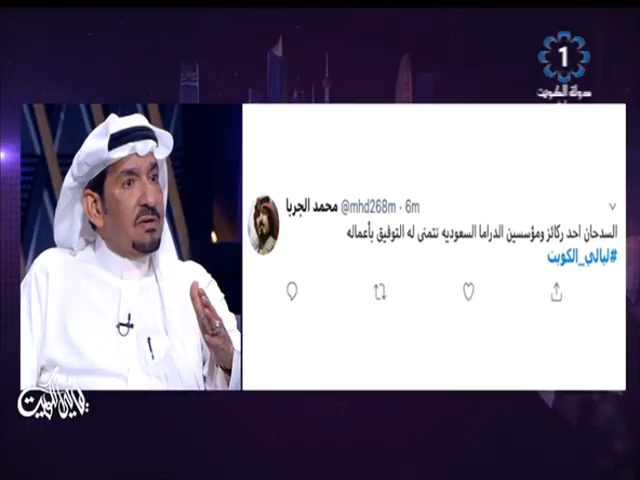 1
دولة الكويت
محمد الجربا @mhd268m · 6m
السدحان احد ركائز ومؤسسين الدراما السعوديه نتمنى له التوفيق بأعماله
#ليالي_الكويت
ليالي الكويت